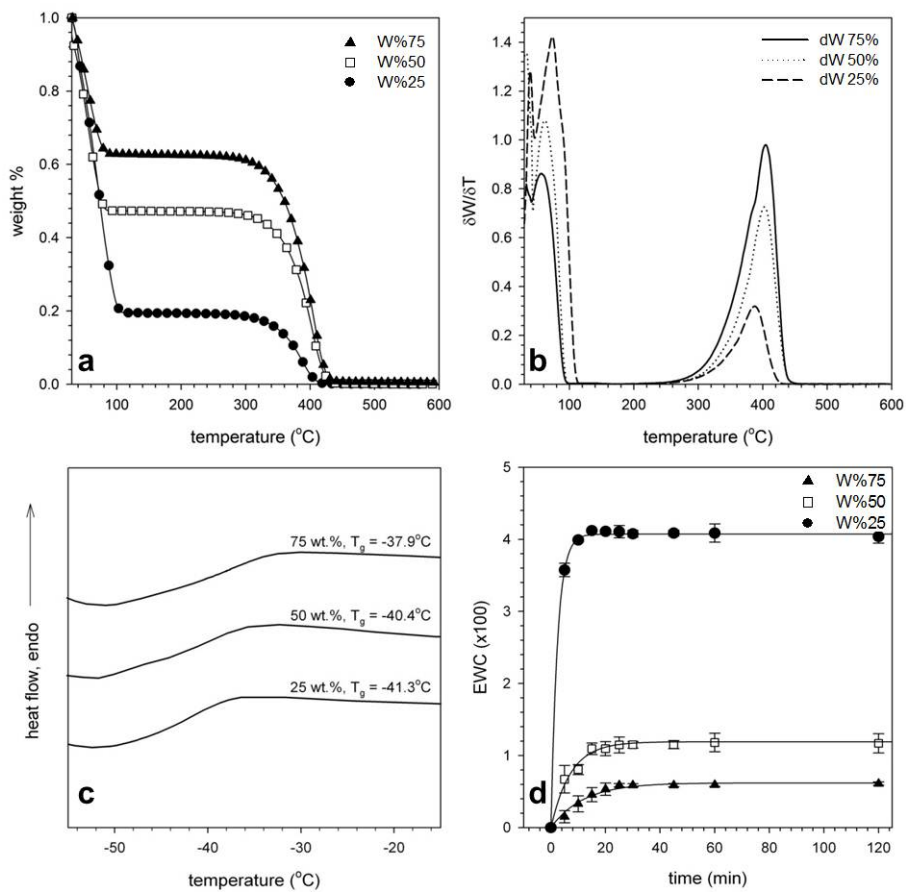 1.0
0.8
0.6
0.4
0.2
0.0
weight %
W%75
W%50
W%25
a
100 200 300 400 500 600
temperature (°C)
1.4
1.2
1.0
0.8
0.6
0.4
0.2
0.0
δW/δT
dW 75%
dW 50%
dW 25%
b
100 200 300 400 600
temperature (°C)
heat flow, endo
75 wt.%, Tg = -37.9°C
50 wt.%, Tg = -40.4°C
25 wt.%, Tg = -41.3°C
c
-50 -40 -30 -20
temperature (°C)
5
4
3
2
1
0
EWC (x100)
W%75
W%50
W%25
d
0 20 40 60 80 100 120
time (min)